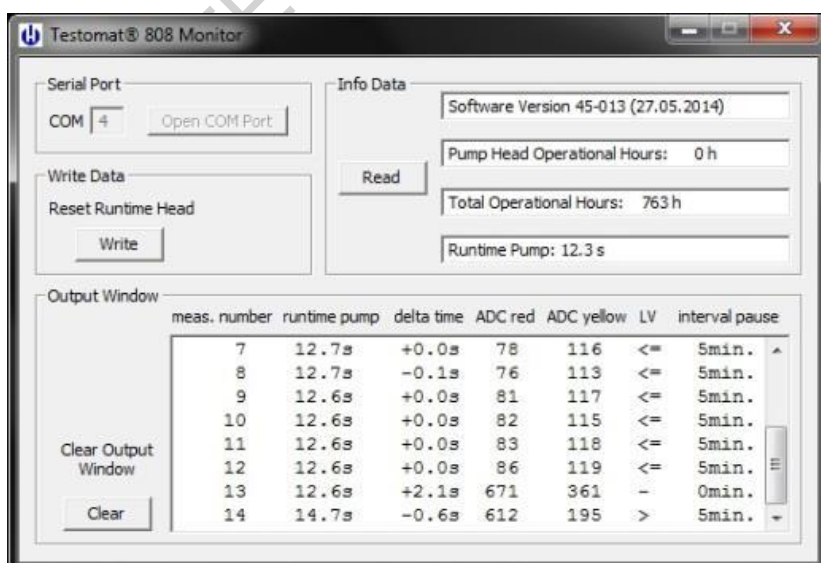 Testomat® 808 Monitor
Serial Port
COM 4 Open COM Port
Write Data
Reset Runtime Head
Write
Info Data
Read
Software Version 45-013 (27.05.2014)
Pump Head Operational Hours: 0 h
Total Operational Hours: 763 h
Runtime Pump: 12.3 s
Output Window
meas. number runtime pump delta time ADC red ADC yellow LV interval pause
7 12.7s +0.0s 78 116 <= 5min.
8 12.7s -0.1s 76 113 <= 5min.
9 12.6s +0.0s 81 117 <= 5min.
10 12.6s +0.0s 82 115 <= 5min.
11 12.6s +0.0s 83 118 <= 5min.
12 12.6s +0.0s 86 119 <= 5min.
13 12.6s +2.1s 671 361 - 0min.
14 14.7s -0.6s 612 195 > 5min.
Clear Output
Window
Clear